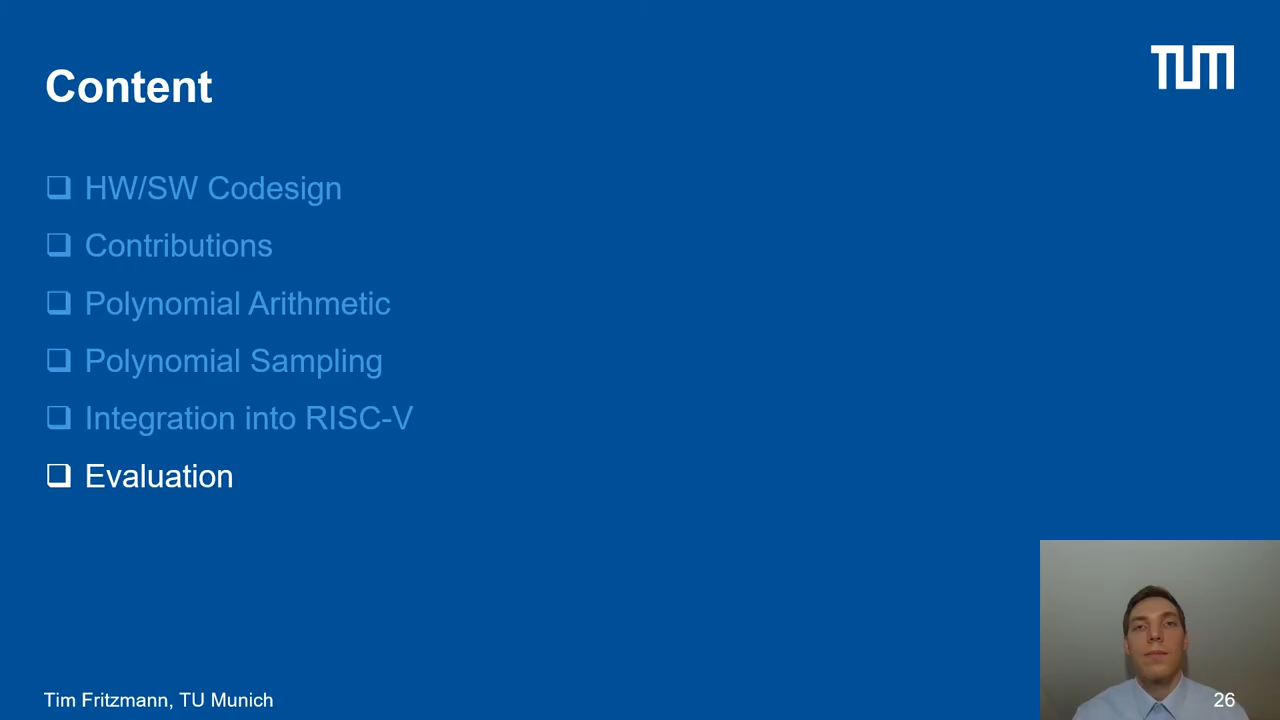 TUM
Content
HW/SW Codesign
Contributions
Polynomial Arithmetic
Polynomial Sampling
Integration into RISC-V
Evaluation
Tim Fritzmann, TU Munich
26